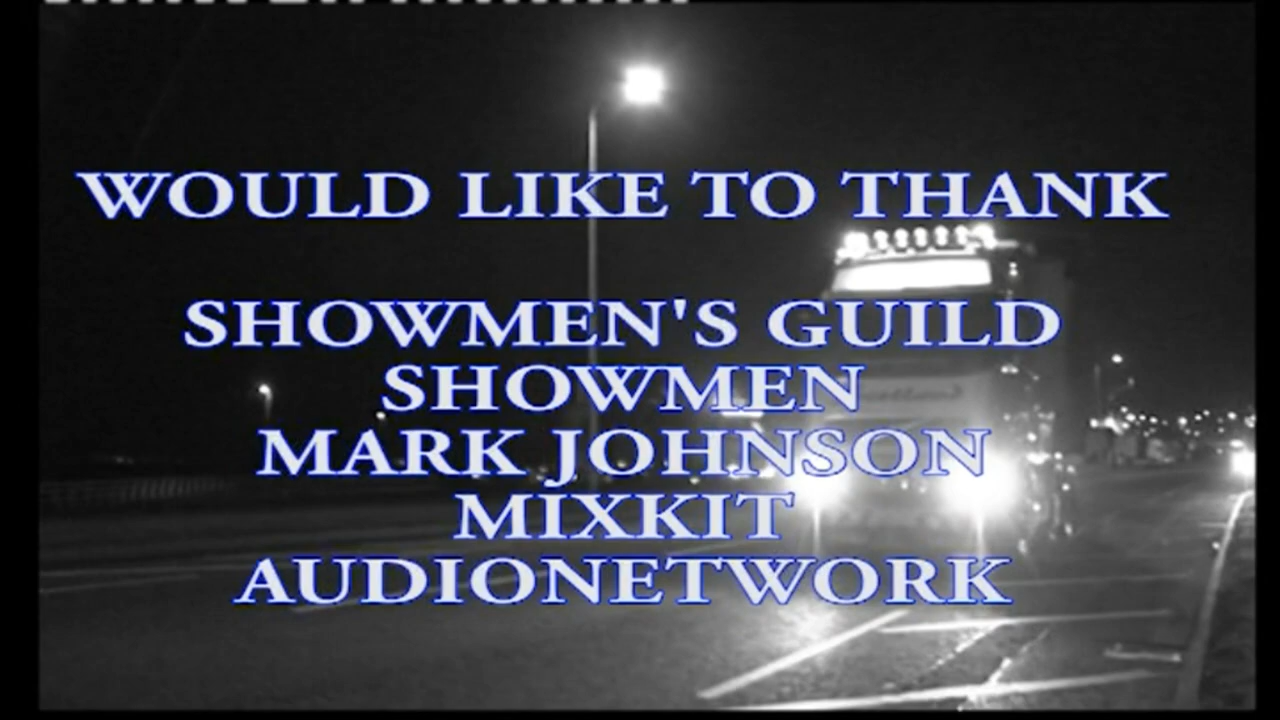 WOULD LIKE TO THANK
SHOWMEN'S GUILD
SHOWMEN
MARK JOHNSON
MIXKIT
AUDIONETWORK